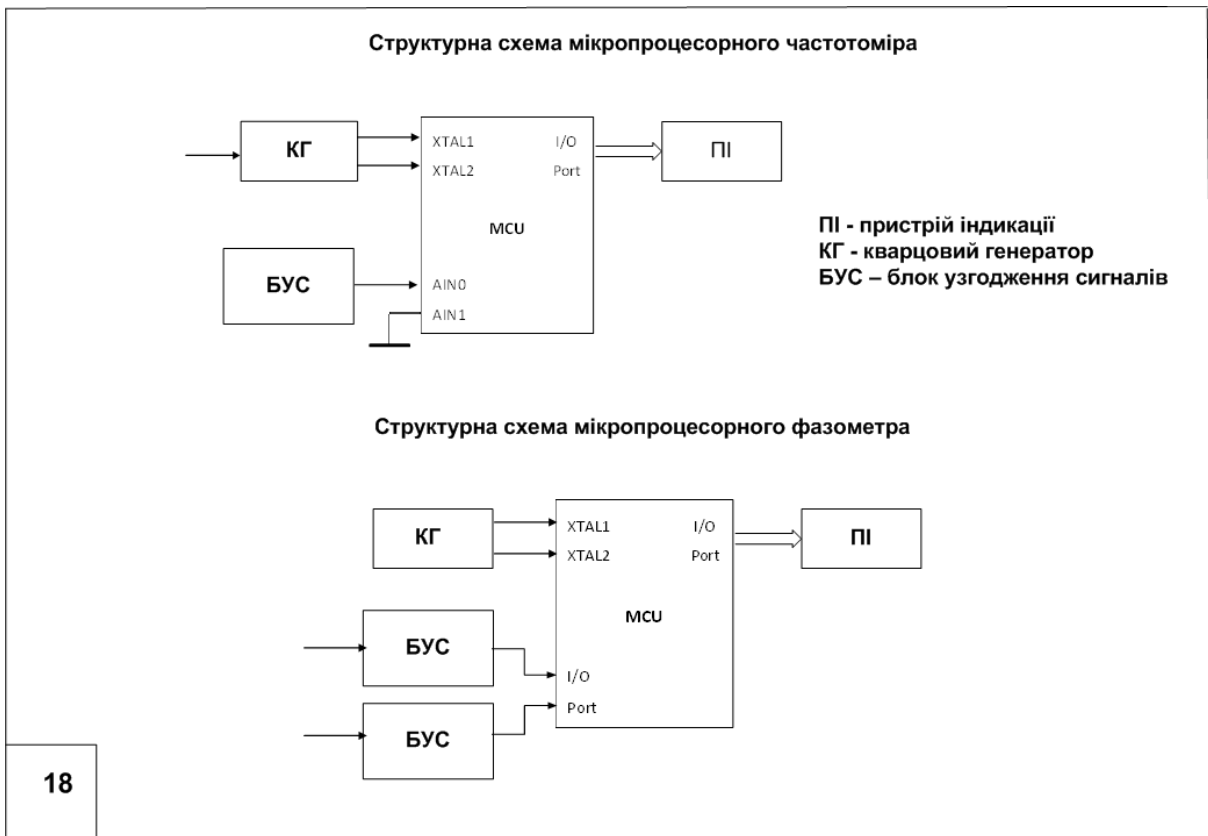 Структурна схема мікропроцесорного частотоміра
КГ
XTAL1
I/O
XTAL2
Port
ПІ
MCU
БУС
AIN0
AIN1
ПІ - пристрій індикації
КГ - кварцовий генератор
БУС – блок узгодження сигналів
Структурна схема мікропроцесорного фазометра
КГ
XTAL1
I/O
XTAL2
Port
ПІ
MCU
БУС
I/O
Port
БУС
18